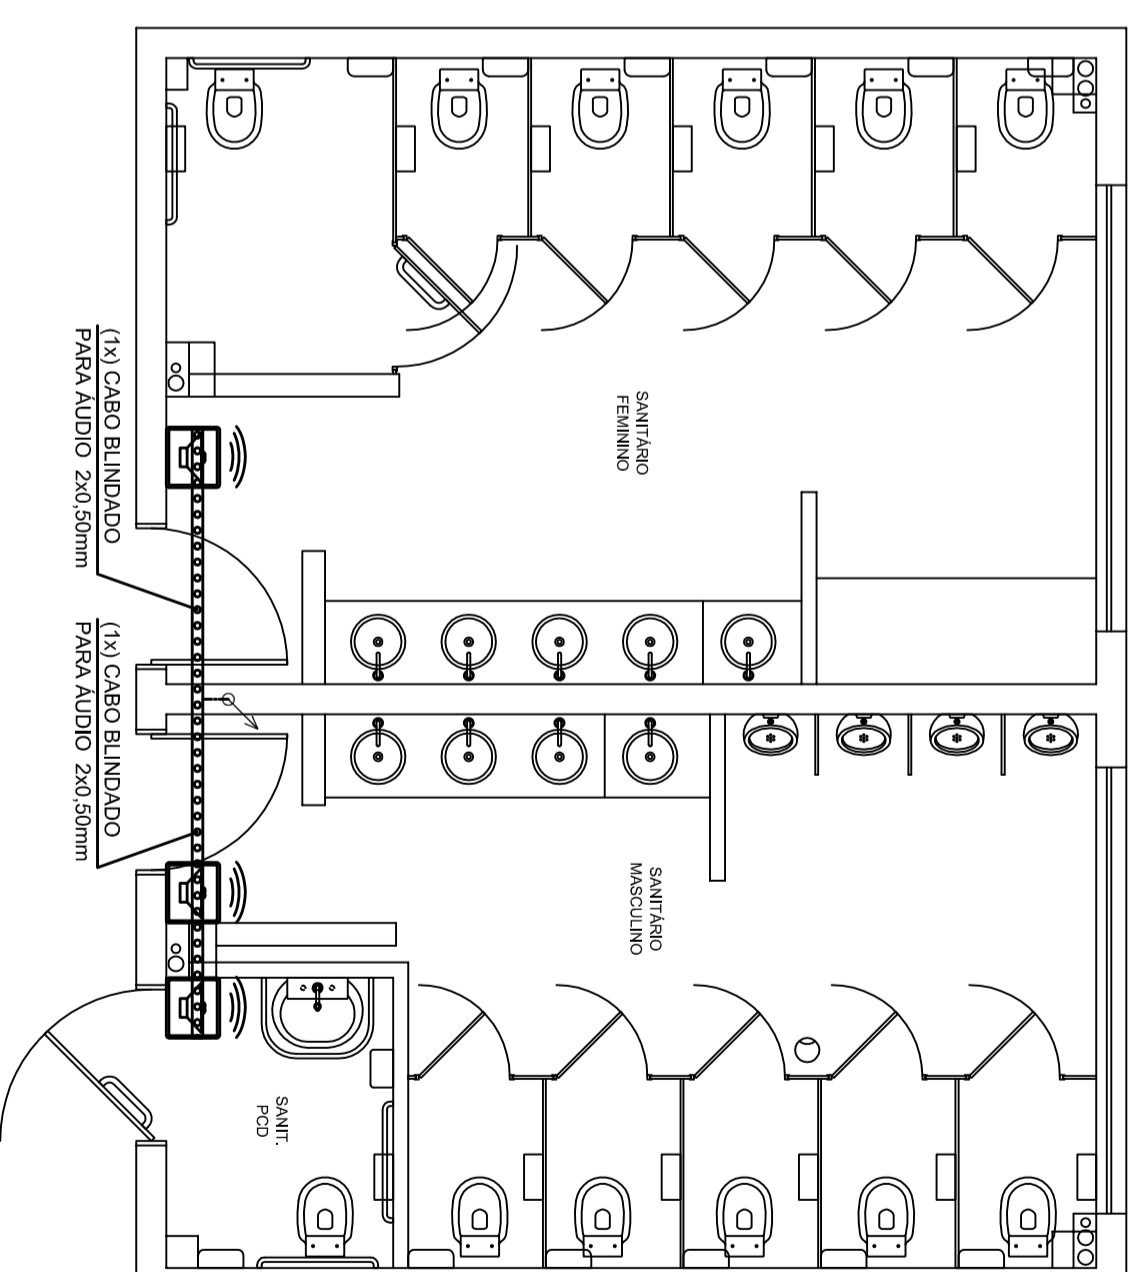 (1x) CABO BLINDADO
PARA ÁUDIO 2x0,50mm
(1x) CABO BLINDADO
PARA ÁUDIO 2x0,50mm
SANITÁRIO
FEMININO
SANITÁRIO
MASCULINO
SANIT.
PCD